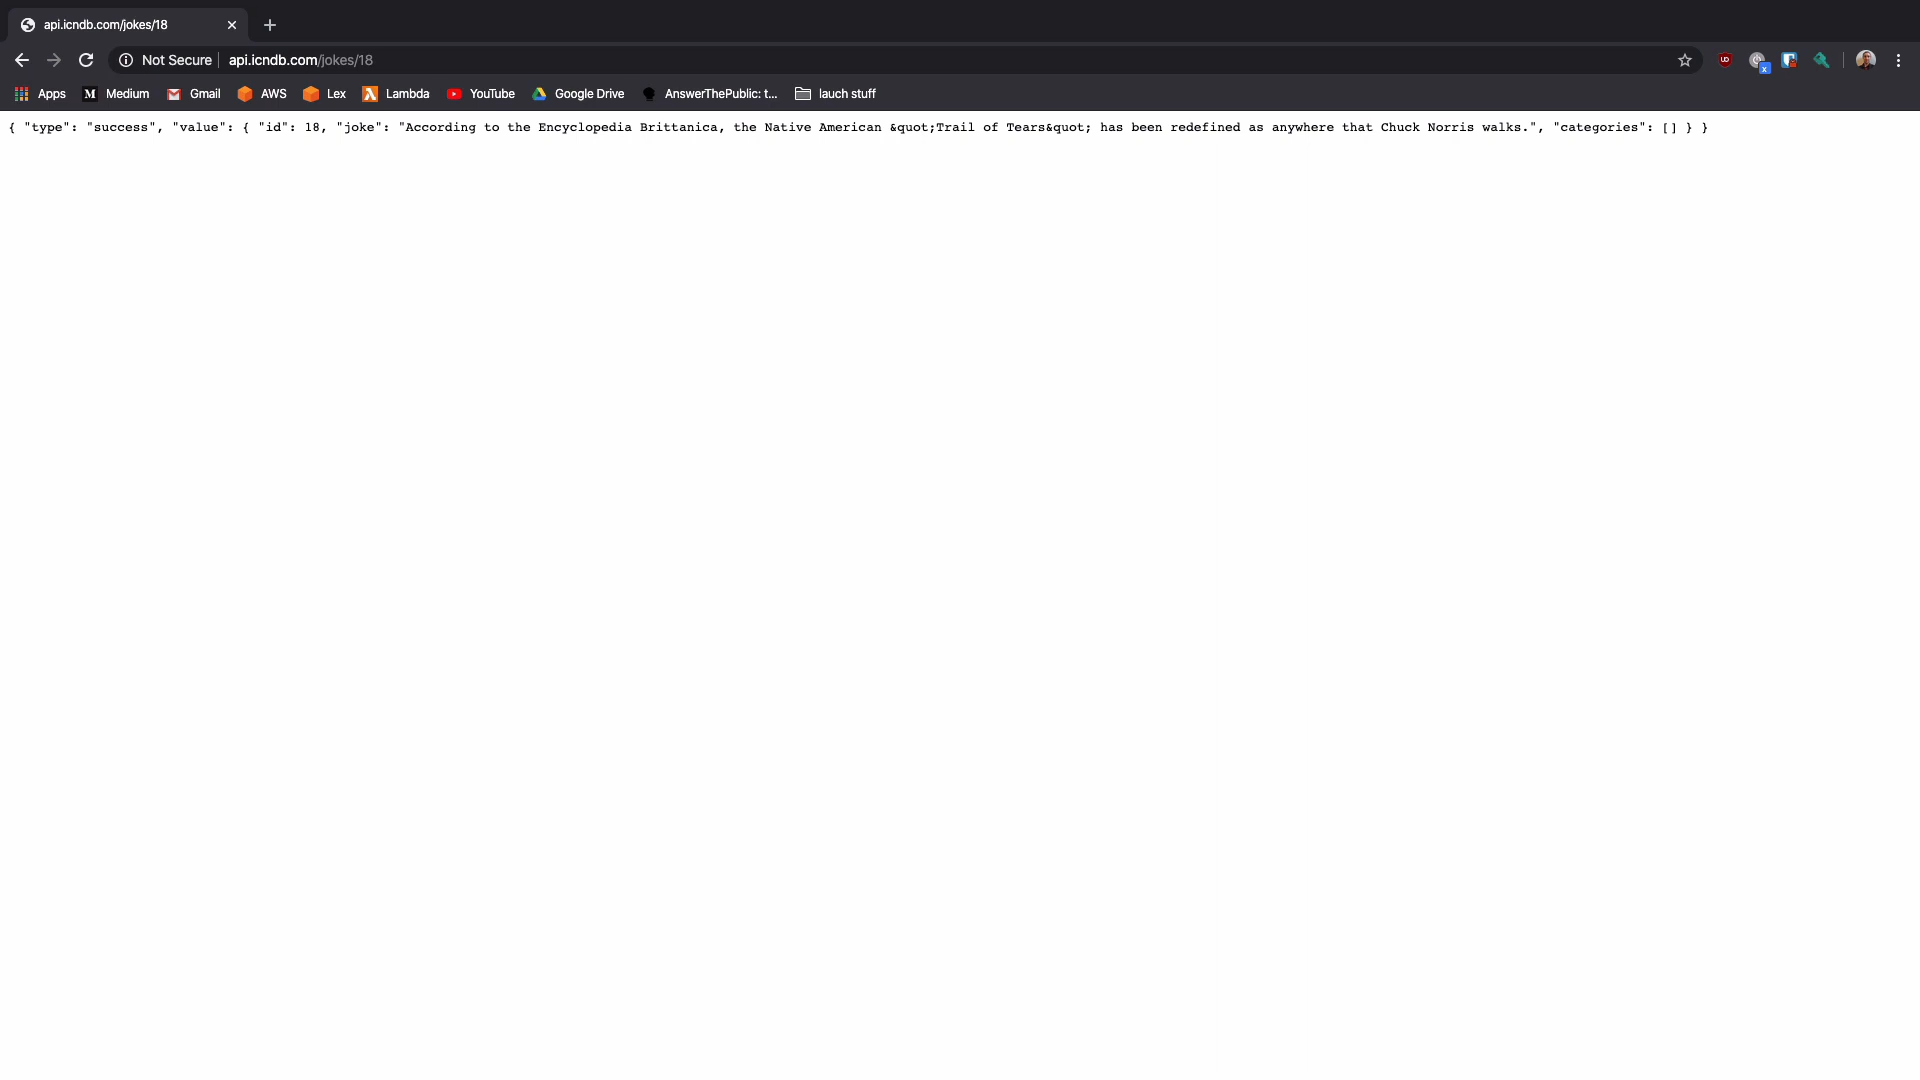 api.icndb.com/jokes/18
Not Secure api.icndb.com/jokes/18
Apps Medium Gmail AWS Lex Lambda YouTube Google Drive AnswerThePublic: t... lauch stuff
{ "type": "success", "value": { "id": 18, "joke": "According to the Encyclopedia Brittanica, the Native American &quot;Trail of Tears&quot; has been redefined as anywhere that Chuck Norris walks.", "categories": [] } }